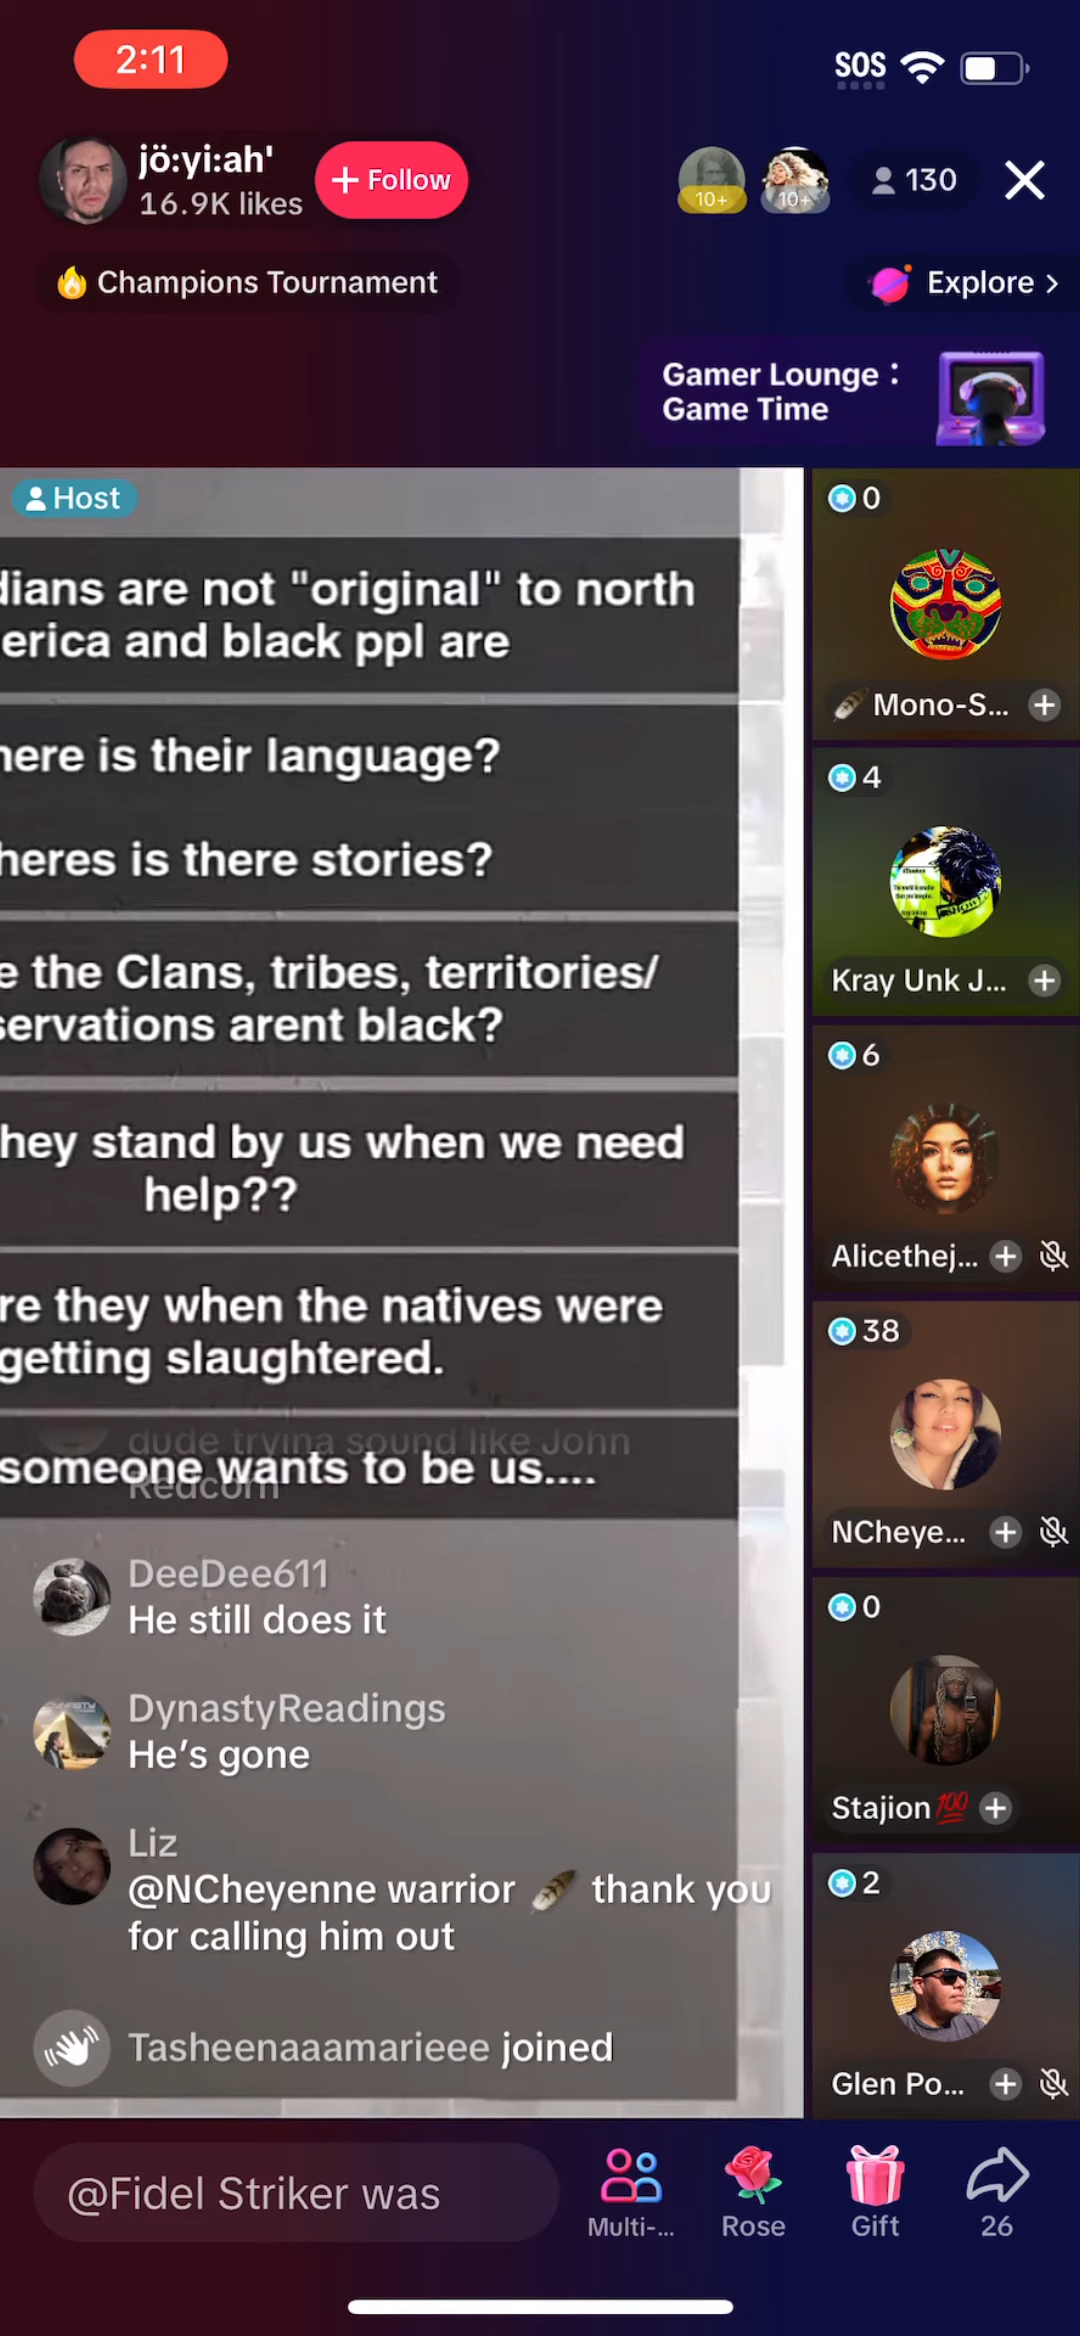 2:11
SOS
jö:yi:ah'
16.9K likes
+ Follow
10+
10+
130
Champions Tournament
Explore >
Gamer Lounge :
Game Time
Host
dians are not "original" to north
erica and black ppl are
here is their language?
heres is there stories?
e the Clans, tribes, territories/
servations arent black?
hey stand by us when we need
help??
re they when the natives were
getting slaughtered.
someone wants to be us....
dude tryina sound like John
Redcorn
DeeDee611
He still does it
DynastyReadings
He's gone
Liz
@NCheyenne warrior 🪶 thank you
for calling him out
Tasheenaaamarieee joined
0
🪶 Mono-S...
4
Kray Unk J...
6
Alicethej...
38
NCheye...
0
Stajion💯
2
Glen Po...
@Fidel Striker was
Multi-...
Rose
Gift
26